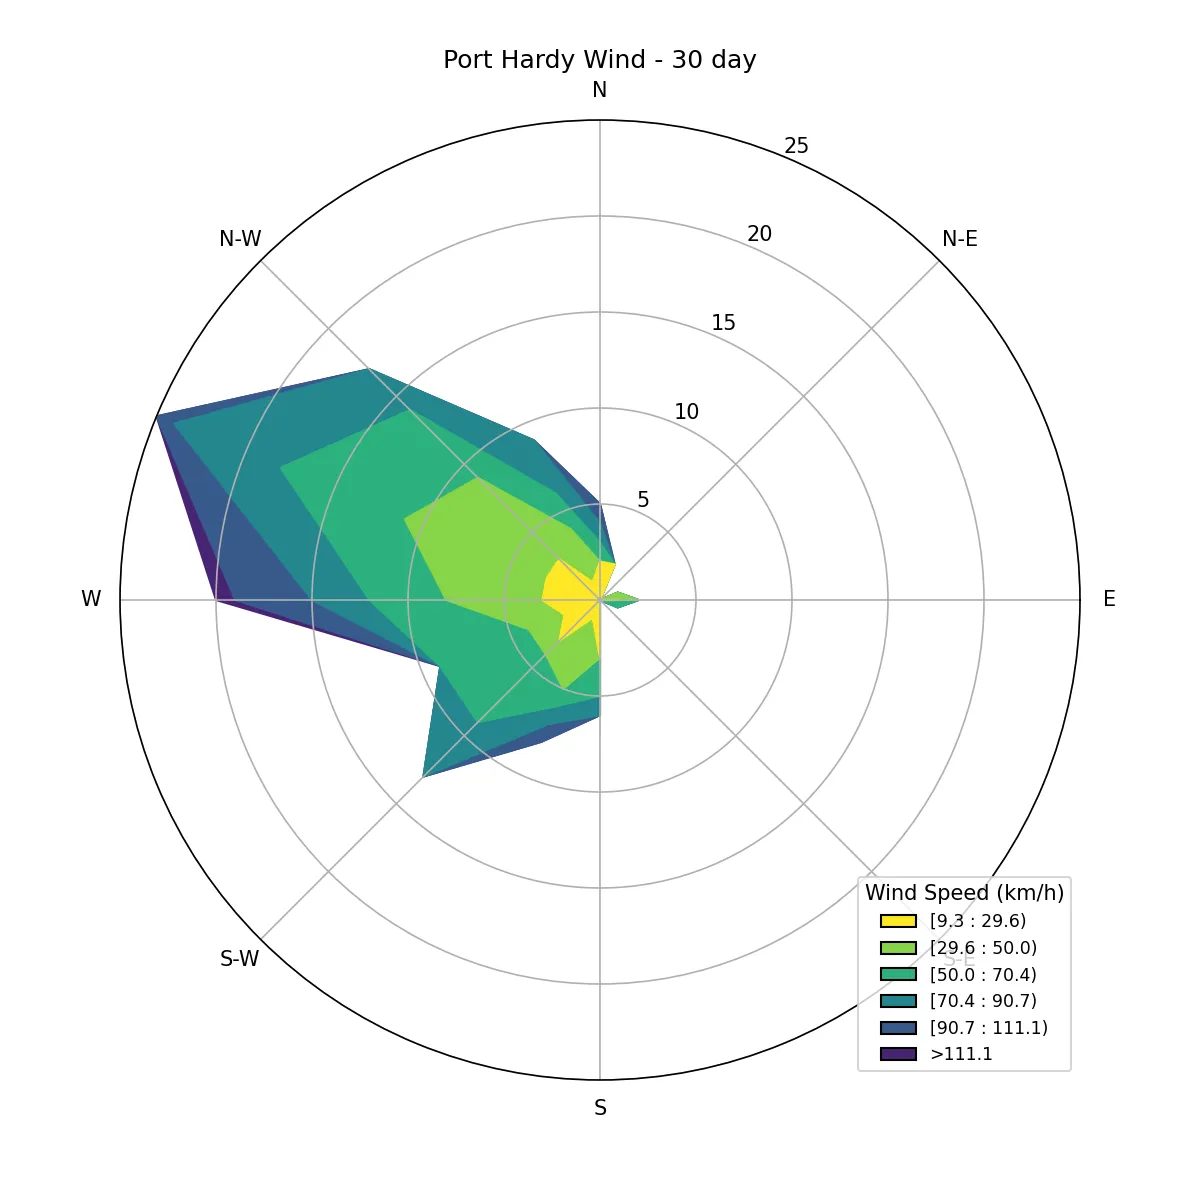 Port Hardy Wind - 30 day
N
25
N-W
20
N-E
15
10
5
W
E
Wind Speed (km/h)
[9.3 : 29.6)
[29.6 : 50.0)
S-W
S-E
[50.0 : 70.4)
[70.4 : 90.7)
[90.7 : 111.1)
>111.1
S